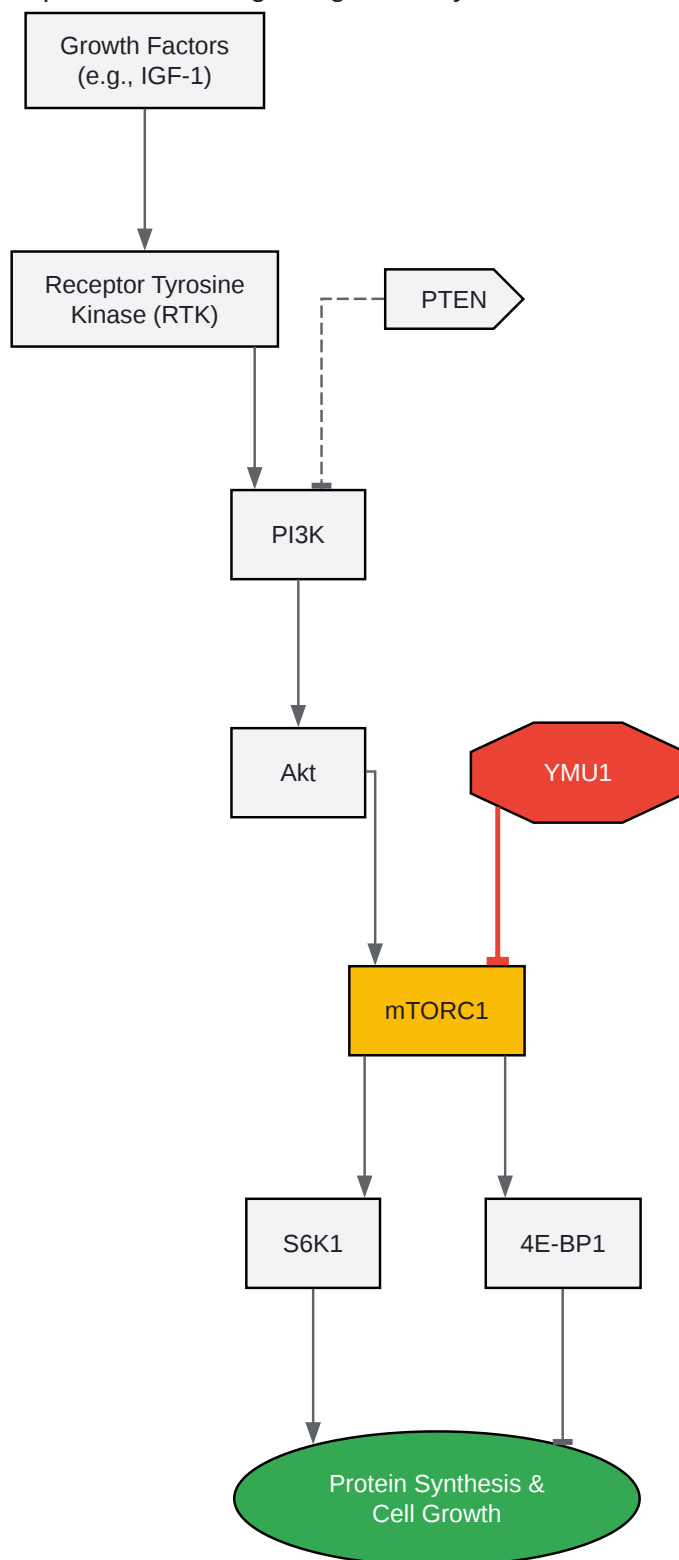 Growth Factors
(e.g., IGF-1)
Receptor Tyrosine
Kinase (RTK)
PTEN
PI3K
Akt
YMU1
mTORC1
S6K1
4E-BP1
Protein Synthesis &
Cell Growth